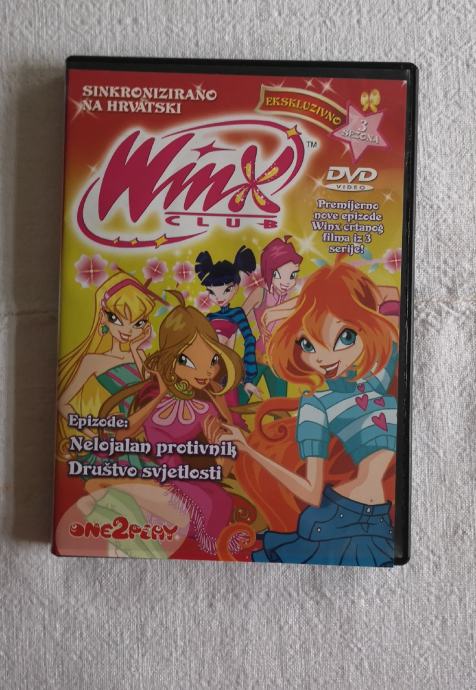 SINKRONIZIRANO
NA HRVATSKI
EKSKLUZIVNO
3
SEZONA
Winx™
CLUB
DVD
VIDEO
Premijerno
nove epizode
Winx crtanog
filma iz 3
serije!
Epizode:
Nelojalan protivnik
Društvo svjetlosti
ONE2PLAY